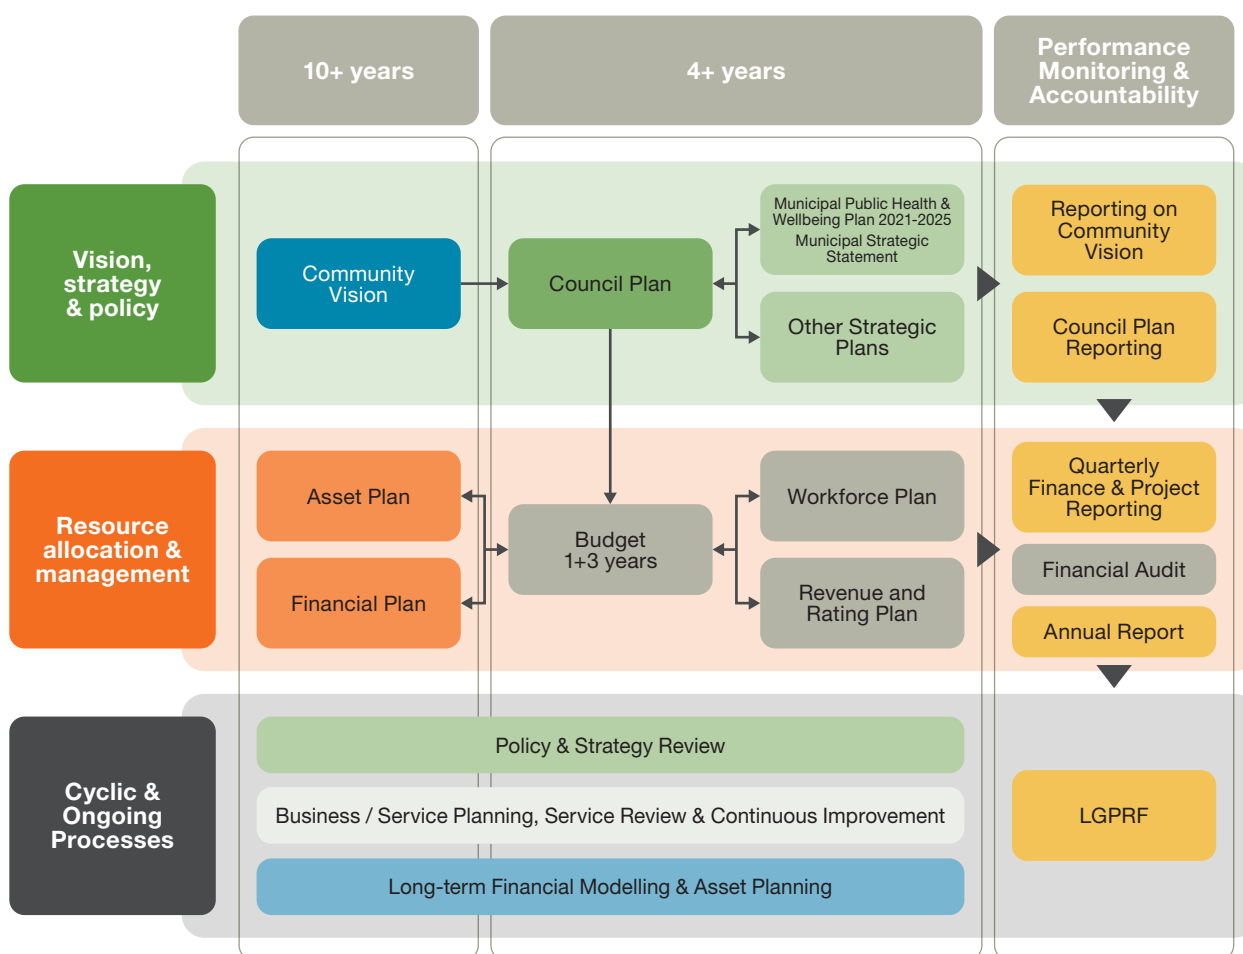 10+ years
4+ years
Performance
Monitoring &
Accountability
Vision,
strategy
& policy
Community
Vision
Council Plan
Municipal Public Health &
Wellbeing Plan 2021-2025
Municipal Strategic
Statement
Other Strategic
Plans
Reporting on
Community
Vision
Council Plan
Reporting
Resource
allocation &
management
Asset Plan
Financial Plan
Budget
1+3 years
Workforce Plan
Revenue and
Rating Plan
Quarterly
Finance & Project
Reporting
Financial Audit
Annual Report
Cyclic &
Ongoing
Processes
Policy & Strategy Review
Business / Service Planning, Service Review & Continuous Improvement
Long-term Financial Modelling & Asset Planning
LGPRF